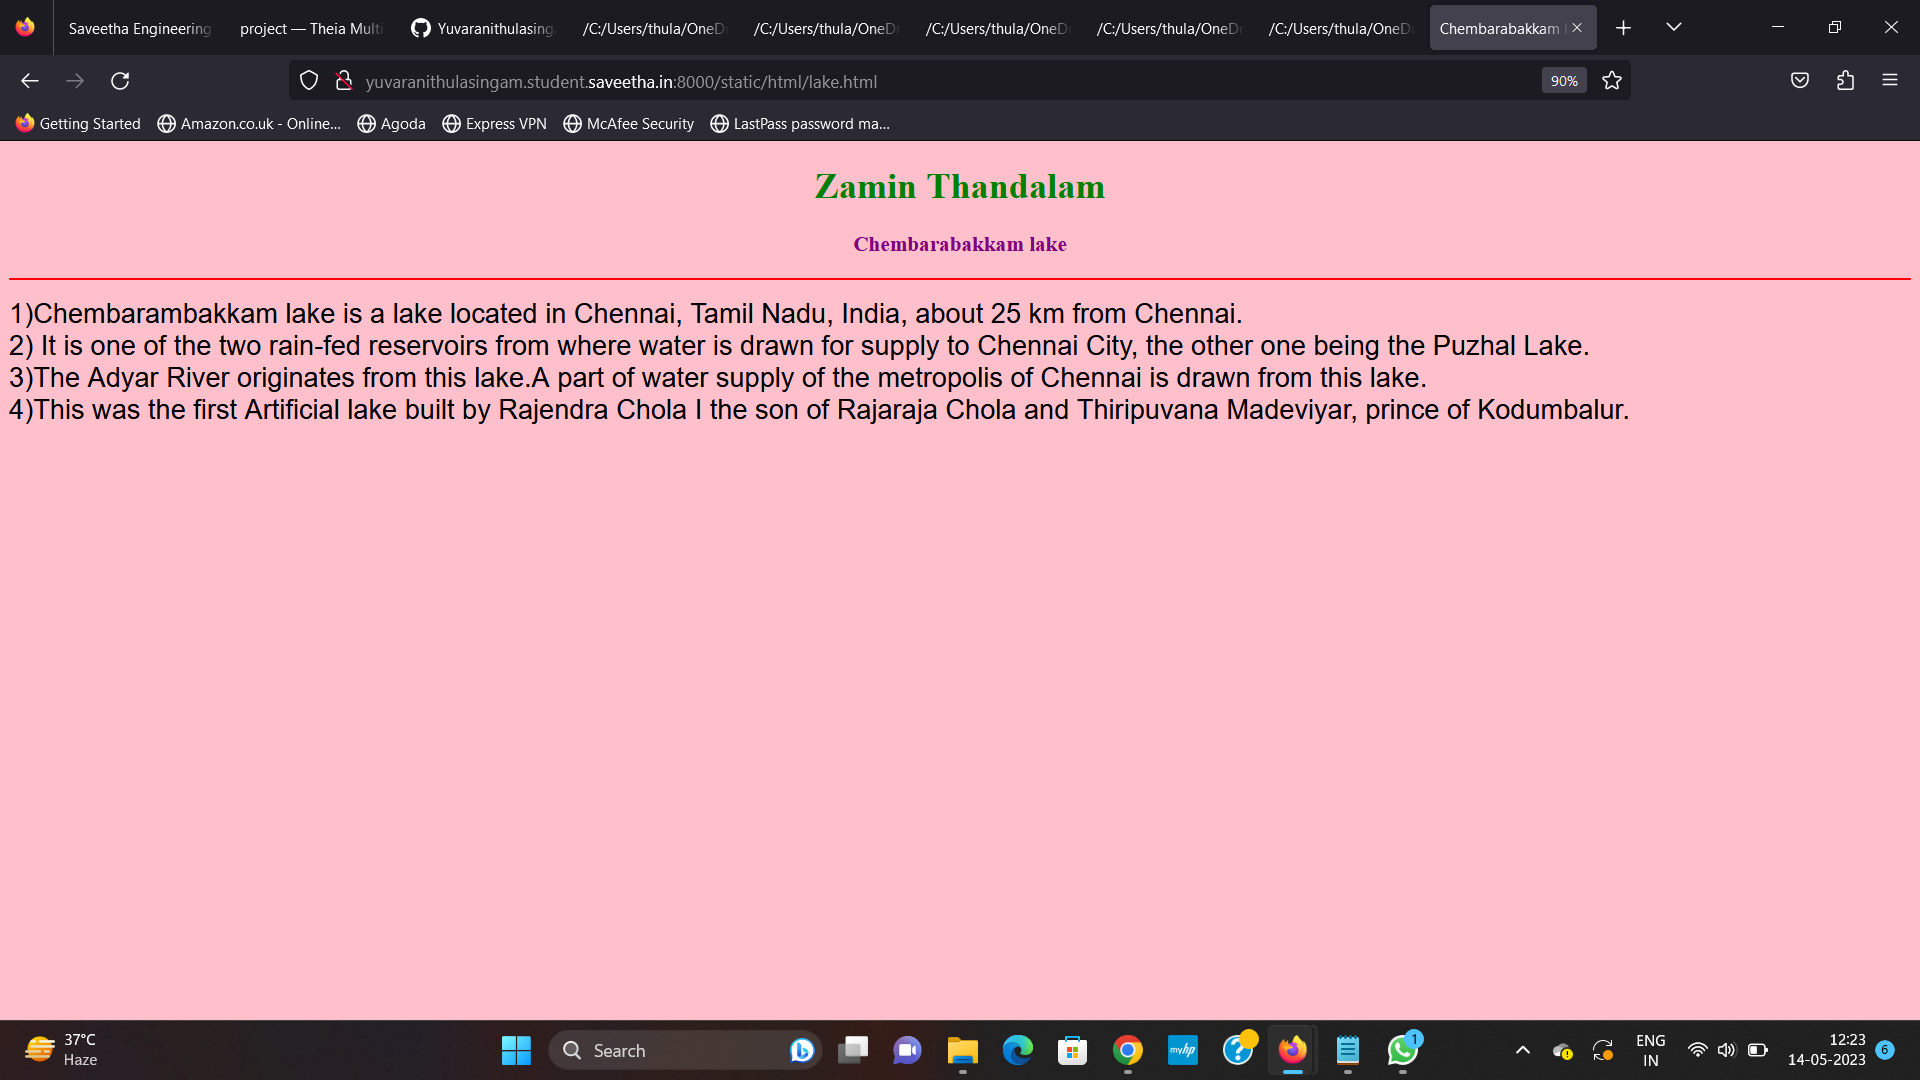 Saveetha Engineering
project — Theia Multi
Yuvaranithulasing
/C:/Users/thula/OneD
/C:/Users/thula/OneDr
/C:/Users/thula/OneD
/C:/Users/thula/OneDr
/C:/Users/thula/OneDr
Chembarabakkam
yuvaranithulasingam.student.saveetha.in:8000/static/html/lake.html
90%
Getting Started
Amazon.co.uk - Online...
Agoda
Express VPN
McAfee Security
LastPass password ma...
Zamin Thandalam
Chembarabakkam lake
1)Chembarambakkam lake is a lake located in Chennai, Tamil Nadu, India, about 25 km from Chennai.
2) It is one of the two rain-fed reservoirs from where water is drawn for supply to Chennai City, the other one being the Puzhal Lake.
3)The Adyar River originates from this lake.A part of water supply of the metropolis of Chennai is drawn from this lake.
4)This was the first Artificial lake built by Rajendra Chola I the son of Rajaraja Chola and Thiripuvana Madeviyar, prince of Kodumbalur.
37°C
Haze
Search
myhp
1
ENG
IN
12:23
14-05-2023
6